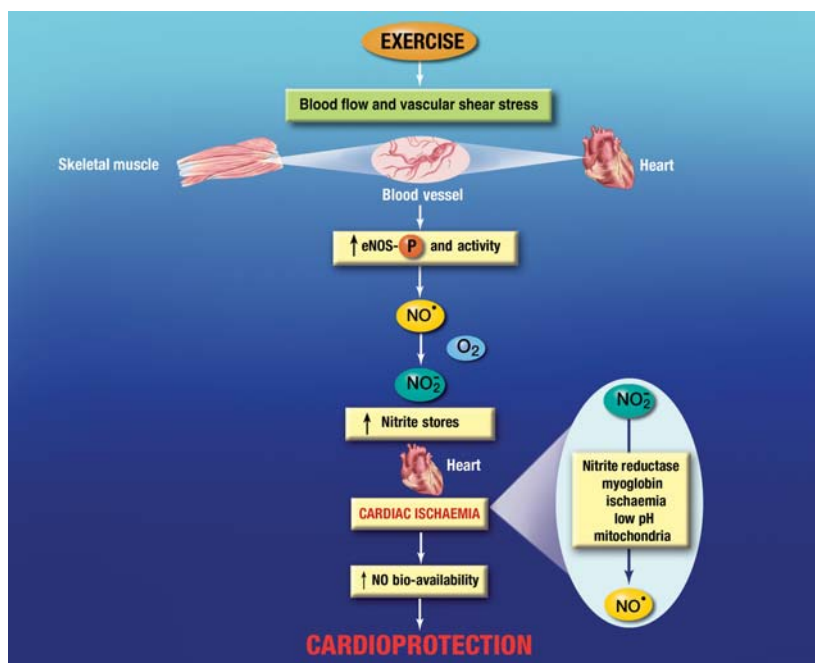 EXERCISE
Blood flow and vascular shear stress
Skeletal muscle
Heart
Blood vessel
↑ eNOS- P and activity
NO•
O₂
NO₂⁻
↑ Nitrite stores
Heart
CARDIAC ISCHAEMIA
↑ NO bio-availability
CARDIOPROTECTION
NO₂⁻
Nitrite reductase
myoglobin
ischaemia
low pH
mitochondria
NO•